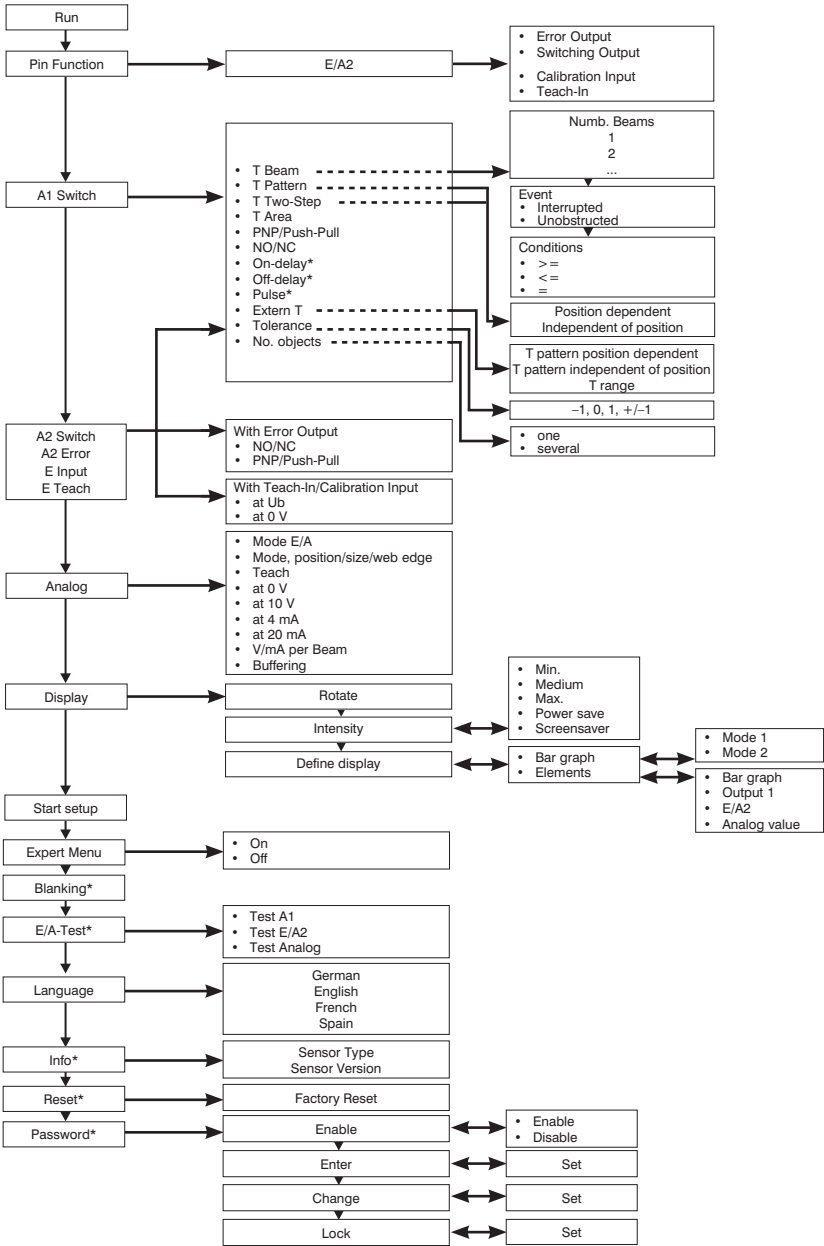 Run
Pin Function
E/A2
• Error Output
• Switching Output
• Calibration Input
• Teach-In
A1 Switch
• T Beam
• T Pattern
• T Two-Step
• T Area
• PNP/Push-Pull
• NO/NC
• On-delay*
• Off-delay*
• Pulse*
• Extern T
• Tolerance
• No. objects
Numb. Beams
1
2
...
Event
• Interrupted
• Unobstructed
Conditions
• >=
• <=
• =
Position dependent
Independent of position
T pattern position dependent
T pattern independent of position
T range
–1, 0, 1, +/–1
• one
• several
A2 Switch
A2 Error
E Input
E Teach
With Error Output
• NO/NC
• PNP/Push-Pull
With Teach-In/Calibration Input
• at Ub
• at 0 V
Analog
• Mode E/A
• Mode, position/size/web edge
• Teach
• at 0 V
• at 10 V
• at 4 mA
• at 20 mA
• V/mA per Beam
• Buffering
Display
Rotate
Intensity
• Min.
• Medium
• Max.
• Power save
• Screensaver
Define display
• Bar graph
• Elements
• Mode 1
• Mode 2
• Bar graph
• Output 1
• E/A2
• Analog value
Start setup
Expert Menu
• On
• Off
Blanking*
E/A-Test*
• Test A1
• Test E/A2
• Test Analog
Language
German
English
French
Spain
Info*
Sensor Type
Sensor Version
Reset*
Factory Reset
Password*
Enable
• Enable
• Disable
Enter
Set
Change
Set
Lock
Set